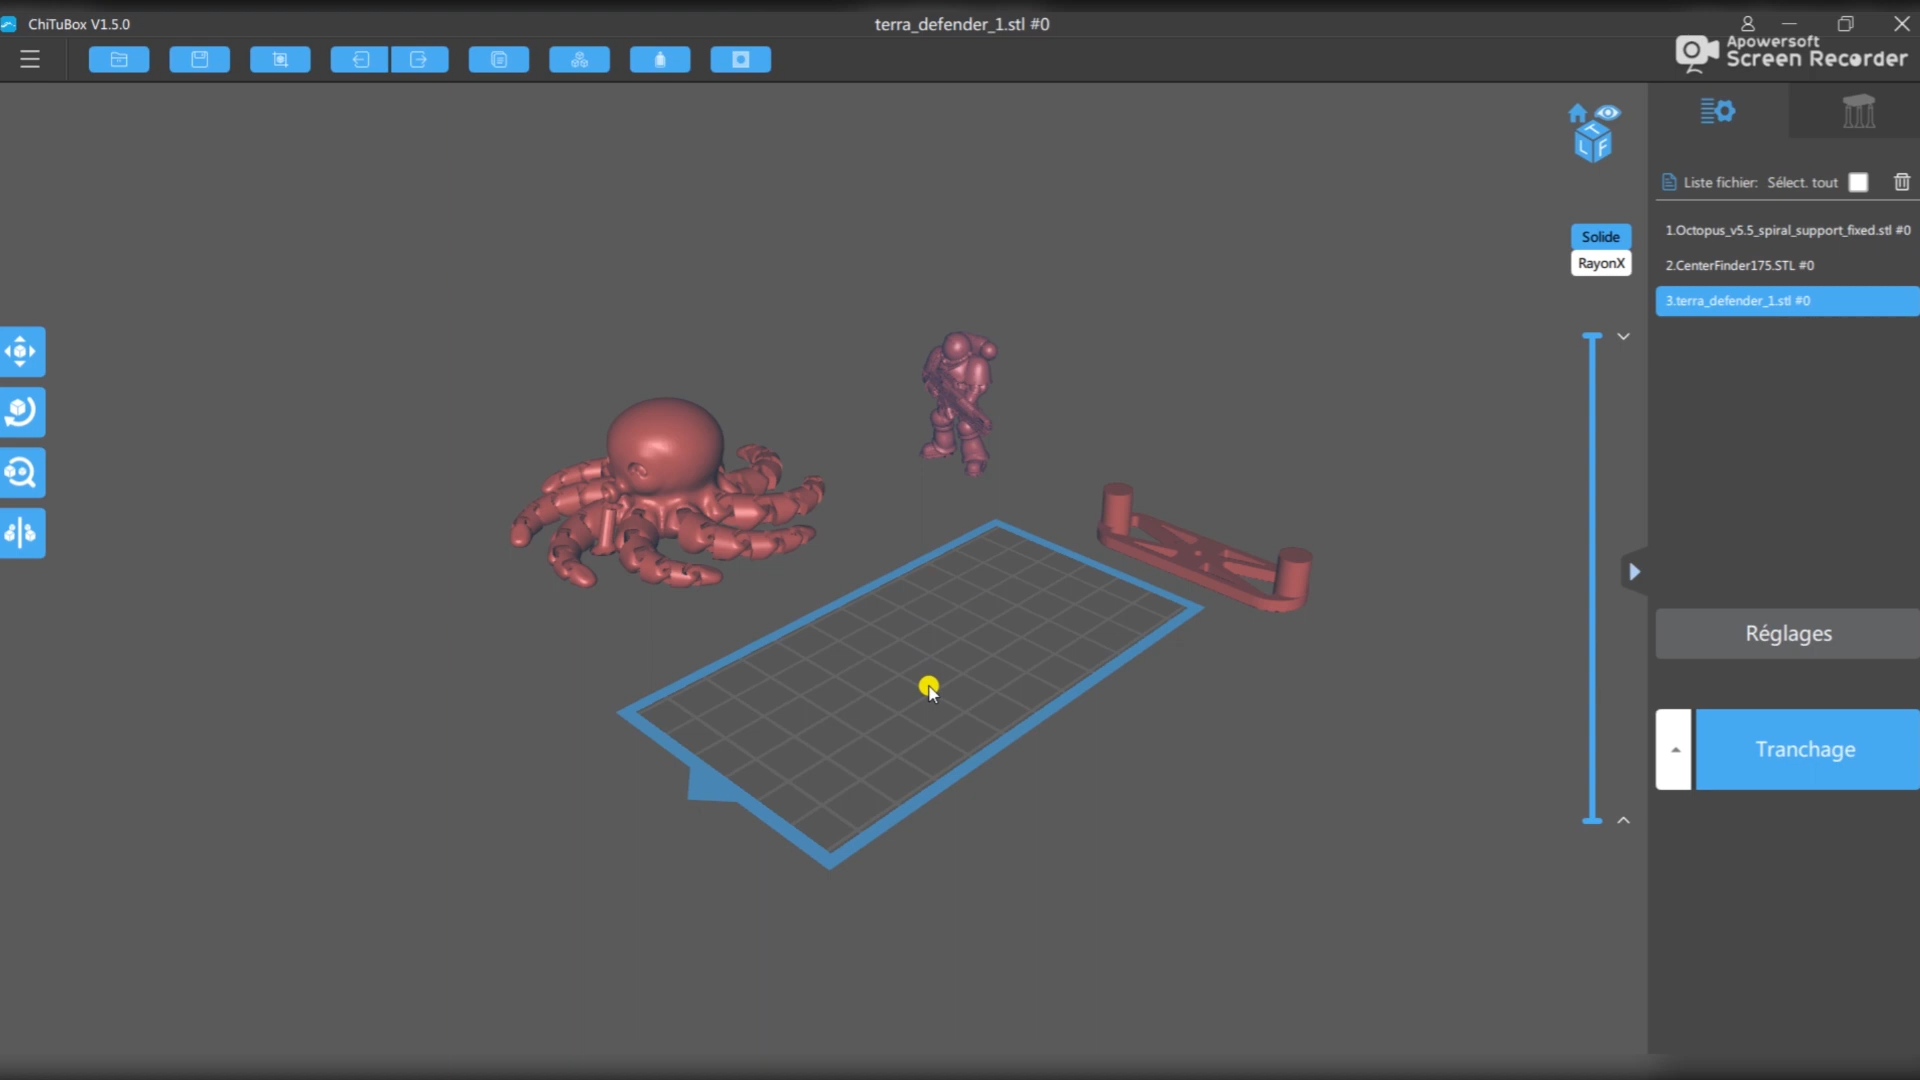 ChiTuBox V1.5.0
terra_defender_1.stl #0
Apowersoft
Screen Recorder
T
L F
Liste fichier: Sélect. tout
1.Octopus_v5.5_spiral_support_fixed.stl #0
Solide
RayonX
2.CenterFinder175.STL #0
3.terra_defender_1.stl #0
Réglages
Tranchage